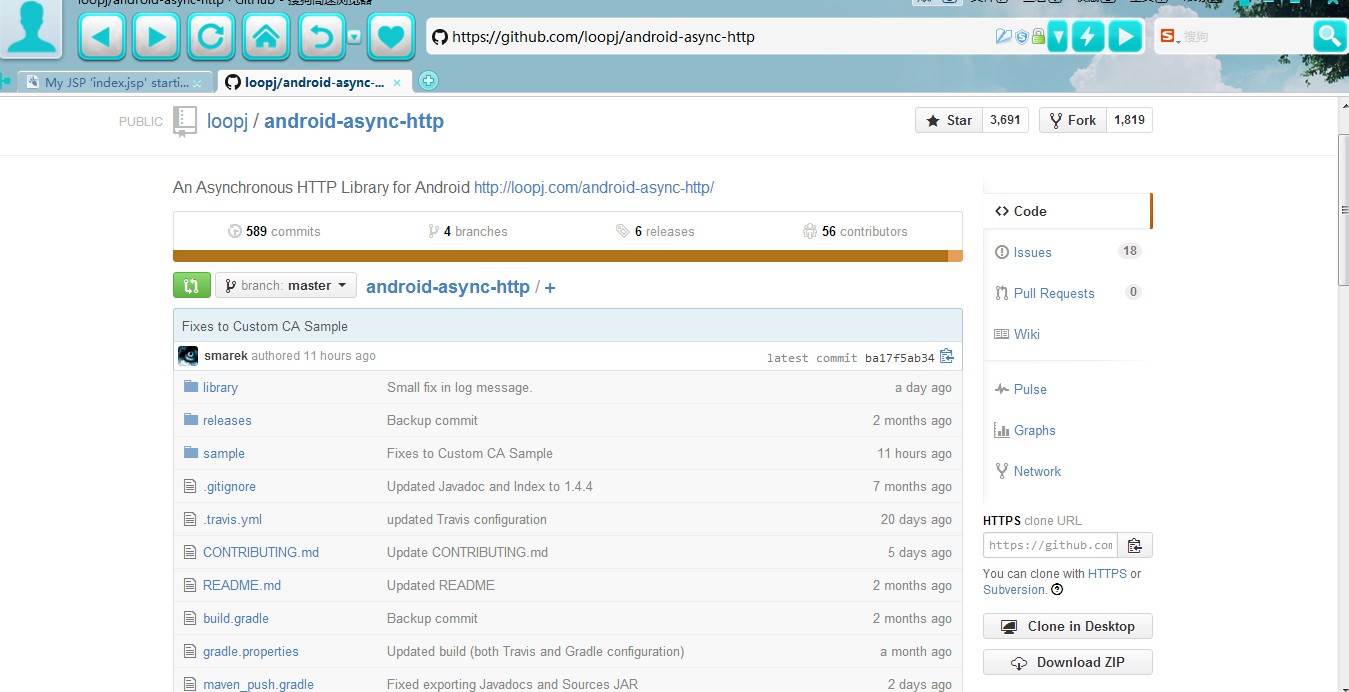 loopj/android-async-http · GitHub - 搜狗高速浏览器
https://github.com/loopj/android-async-http
搜狗
My JSP 'index.jsp' starti...
loopj/android-async-...
PUBLIC loopj / android-async-http
Star 3,691 Fork 1,819
An Asynchronous HTTP Library for Android http://loopj.com/android-async-http/
589 commits 4 branches 6 releases 56 contributors
branch: master android-async-http / +
Fixes to Custom CA Sample
smarek authored 11 hours ago latest commit ba17f5ab34
library Small fix in log message. a day ago
releases Backup commit 2 months ago
sample Fixes to Custom CA Sample 11 hours ago
.gitignore Updated Javadoc and Index to 1.4.4 7 months ago
.travis.yml updated Travis configuration 20 days ago
CONTRIBUTING.md Update CONTRIBUTING.md 5 days ago
README.md Updated README 2 months ago
build.gradle Backup commit 2 months ago
gradle.properties Updated build (both Travis and Gradle configuration) a month ago
maven_push.gradle Fixed exporting Javadocs and Sources JAR 2 days ago
Code
Issues 18
Pull Requests 0
Wiki
Pulse
Graphs
Network
HTTPS clone URL
https://github.com
You can clone with HTTPS or
Subversion.
Clone in Desktop
Download ZIP